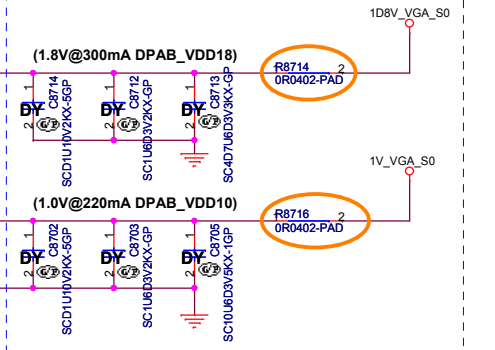 1D8V_VGA_S0
(1.8V@300mA DPAB_VDD18)
R8714
1 2
0R0402-PAD
1 2
DY
C8714
SCD1U10V2KX-5GP
1 2
DY
C8712
SC1U6D3V2KX-GP
1 2
DY
C8713
SC4D7U6D3V3KX-GP
1V_VGA_S0
(1.0V@220mA DPAB_VDD10)
R8716
1 2
0R0402-PAD
1 2
DY
C8702
SCD1U10V2KX-5GP
1 2
DY
C8703
SC1U6D3V2KX-GP
1 2
DY
C8705
SC10U6D3V5KX-1GP